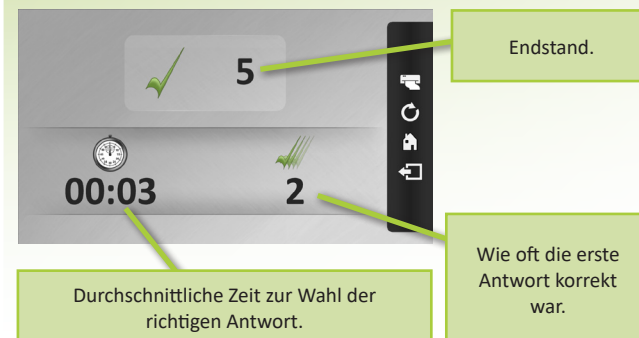 5
Endstand.
00:03
2
Wie oft die erste
Antwort korrekt
war.
Durchschnittliche Zeit zur Wahl der
richtigen Antwort.